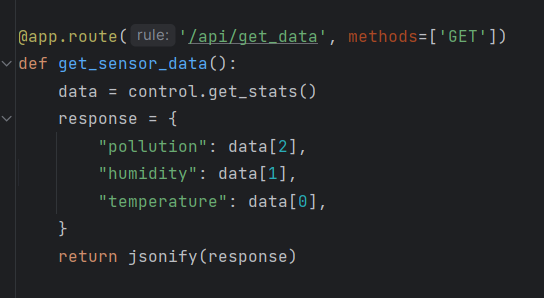 @app.route( rule: '/api/get_data', methods=['GET'])
def get_sensor_data():
    data = control.get_stats()
    response = {
        "pollution": data[2],
        "humidity": data[1],
        "temperature": data[0],
    }
    return jsonify(response)